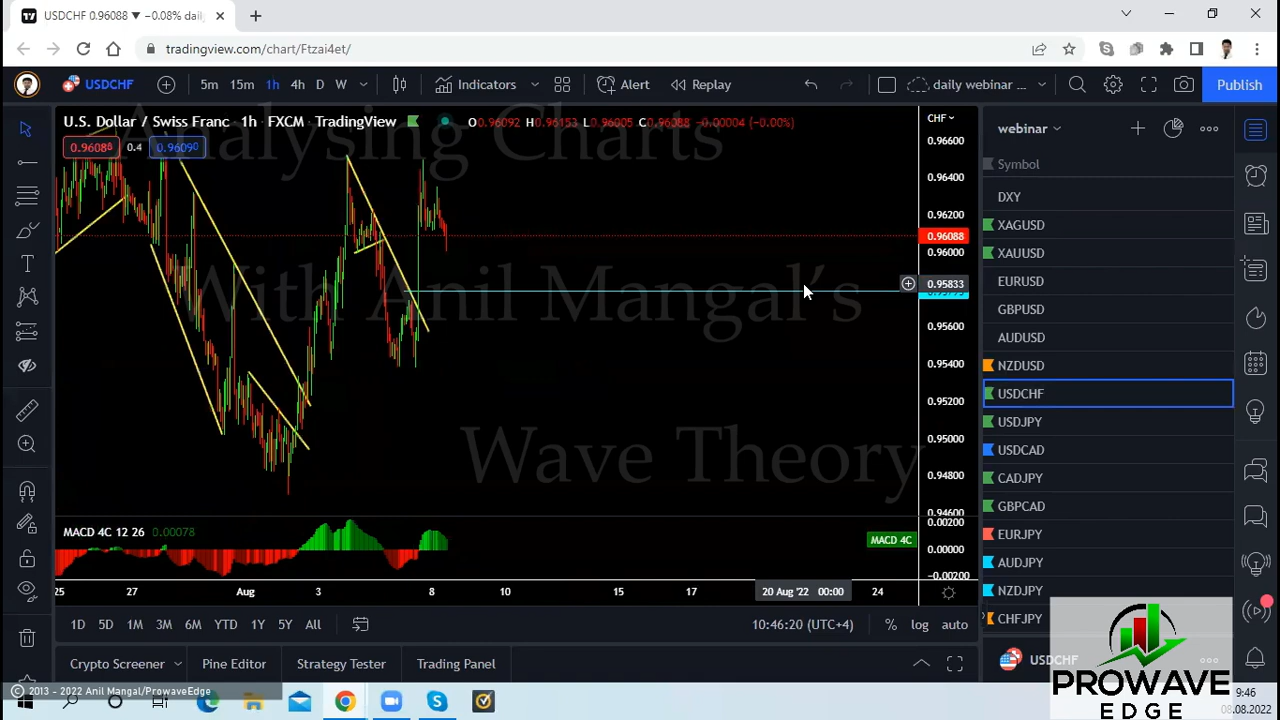 USDCHF 0.96088 ▼ −0.08% daily
tradingview.com/chart/Ftzai4et/
USDCHF 5m 15m 1h 4h D W Indicators Alert Replay daily webinar ... Publish
Analysing Charts
With Anil Mangal's
Wave Theory
U.S. Dollar / Swiss Franc · 1h · FXCM · TradingView O0.96092 H0.96153 L0.96005 C0.96088 −0.00004 (−0.00%)
0.96088 0.4 0.96090
CHF
0.96600
0.96400
0.96200
0.96088
0.96000
0.95833
0.95600
0.95400
0.95200
0.95000
0.94800
0.94600
MACD 4C 12 26 0.00078
MACD 4C
0.00200
0.00000
−0.00200
25 27 Aug 3 8 10 15 17 20 Aug '22 00:00 24
1D 5D 1M 3M 6M YTD 1Y 5Y All 10:46:20 (UTC+4) % log auto
Crypto Screener Pine Editor Strategy Tester Trading Panel
webinar
Symbol
DXY
XAGUSD
XAUUSD
EURUSD
GBPUSD
AUDUSD
NZDUSD
USDCHF
USDJPY
USDCAD
CADJPY
GBPCAD
EURJPY
AUDJPY
NZDJPY
CHFJPY
USDCHF
PROWAVE
EDGE
© 2013 - 2022 Anil Mangal/ProwaveEdge
9:46
08.08.2022